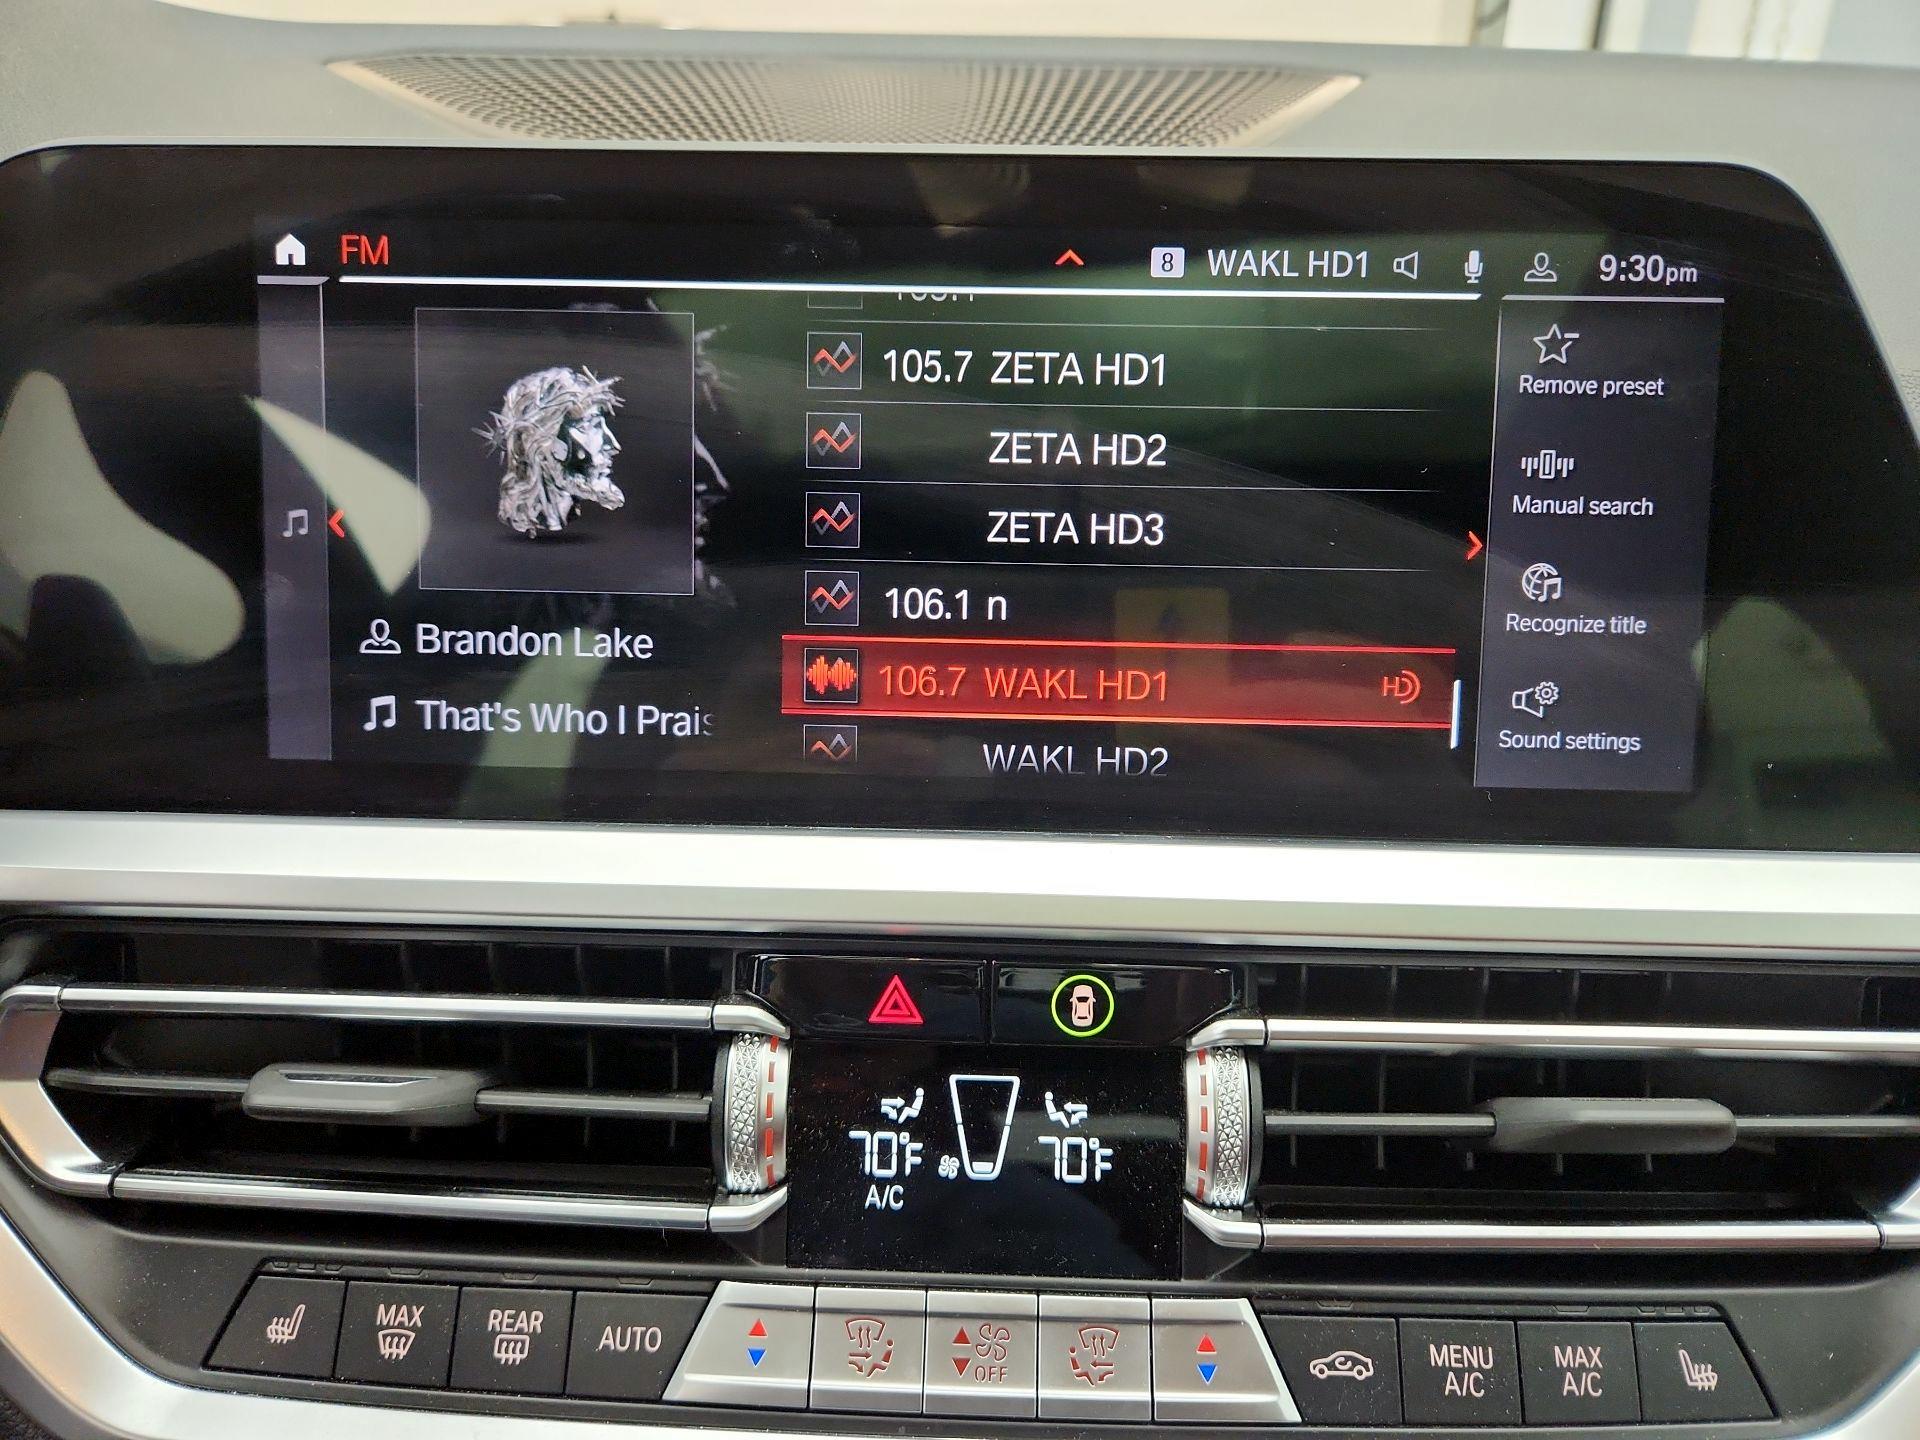 FM
8 WAKL HD1 9:30pm
105.7 ZETA HD1
ZETA HD2
ZETA HD3
106.1 n
106.7 WAKL HD1 HD
WAKL HD2
Brandon Lake
That's Who I Prais
Remove preset
Manual search
Recognize title
Sound settings
70°F 70°F
A/C
MAX
REAR
AUTO
OFF
MENU
A/C
MAX
A/C